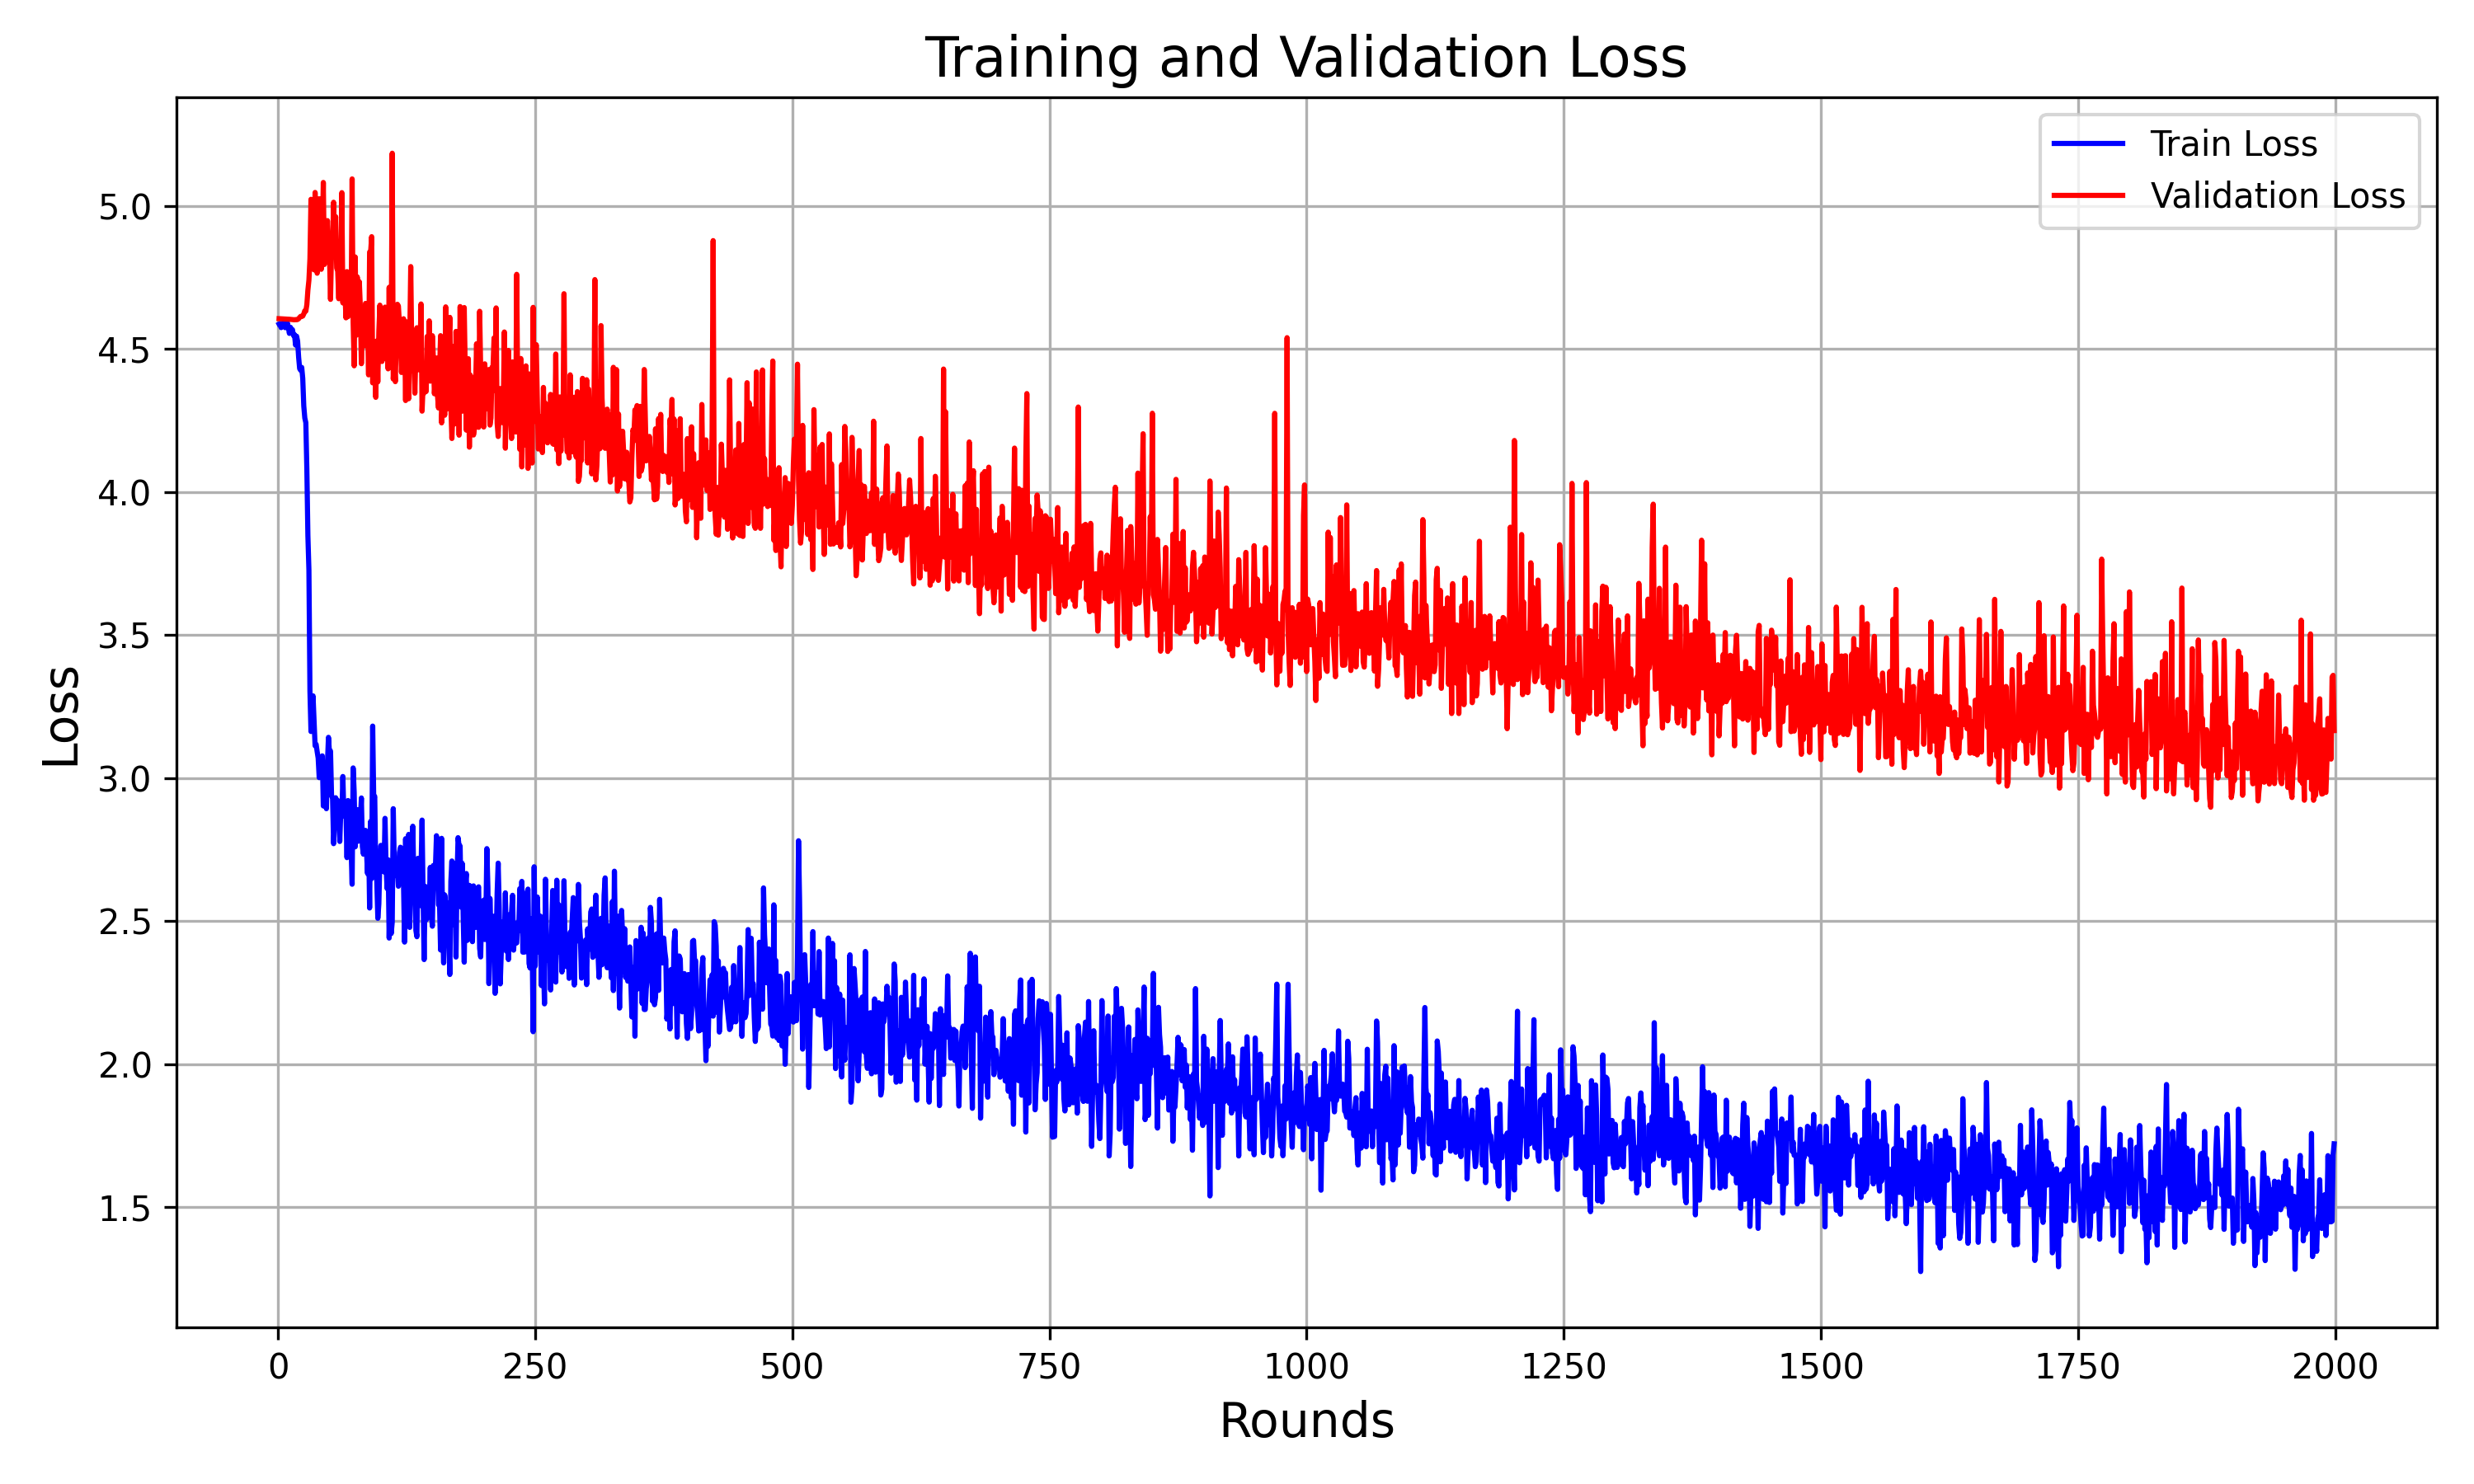 Training and Validation Loss
Train Loss
Validation Loss
Loss
5.0
4.5
4.0
3.5
3.0
2.5
2.0
1.5
0 250 500 750 1000 1250 1500 1750 2000
Rounds